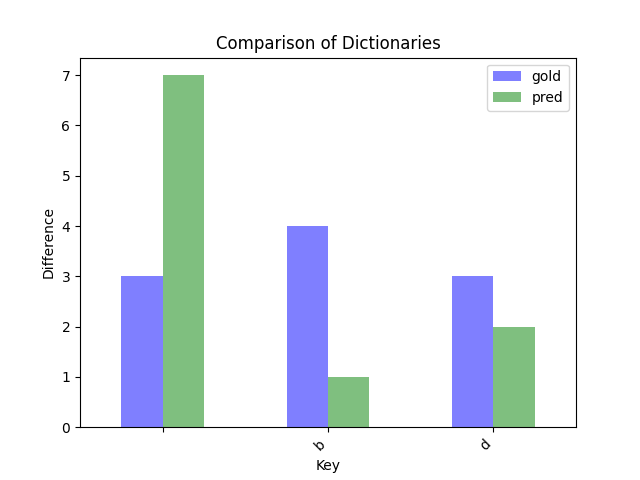 Comparison of Dictionaries
gold
pred
Difference
7
6
5
4
3
2
1
0
b
d
Key